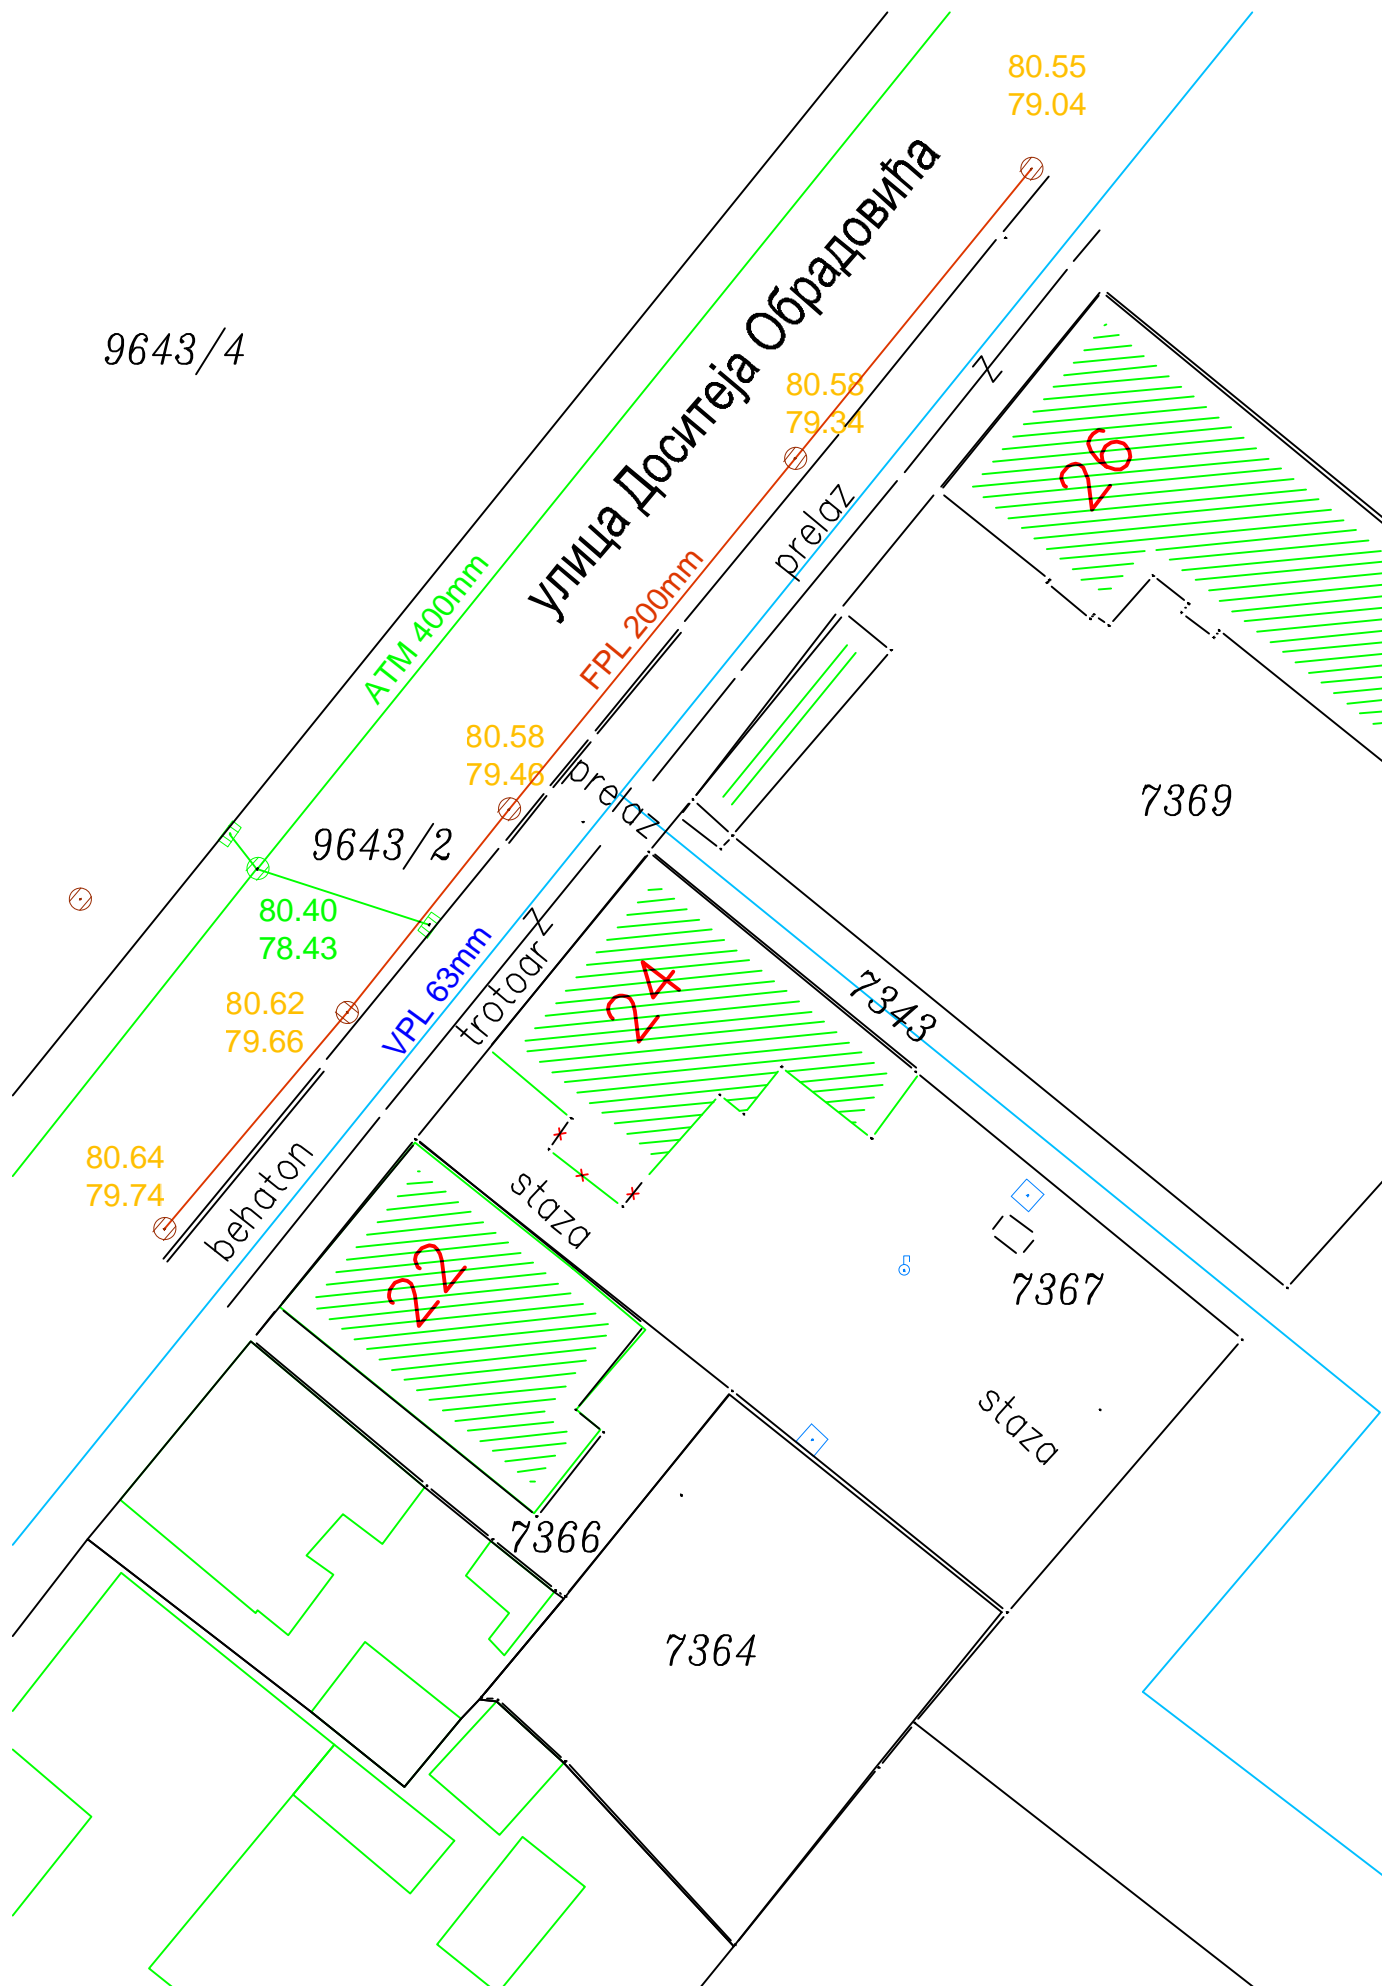 80.55
79.04
улица Доситеја Обрадовића
9643/4
Z
80.58
79.34
26
prelaz
ATM 400mm
FPL 200mm
80.58
79.46
prelaz
7369
9643/2
80.40
78.43
Z
24
VPL 63mm
trotoar
7343
80.62
79.66
80.64
79.74
behaton
staza
22
7367
staza
7366
7364